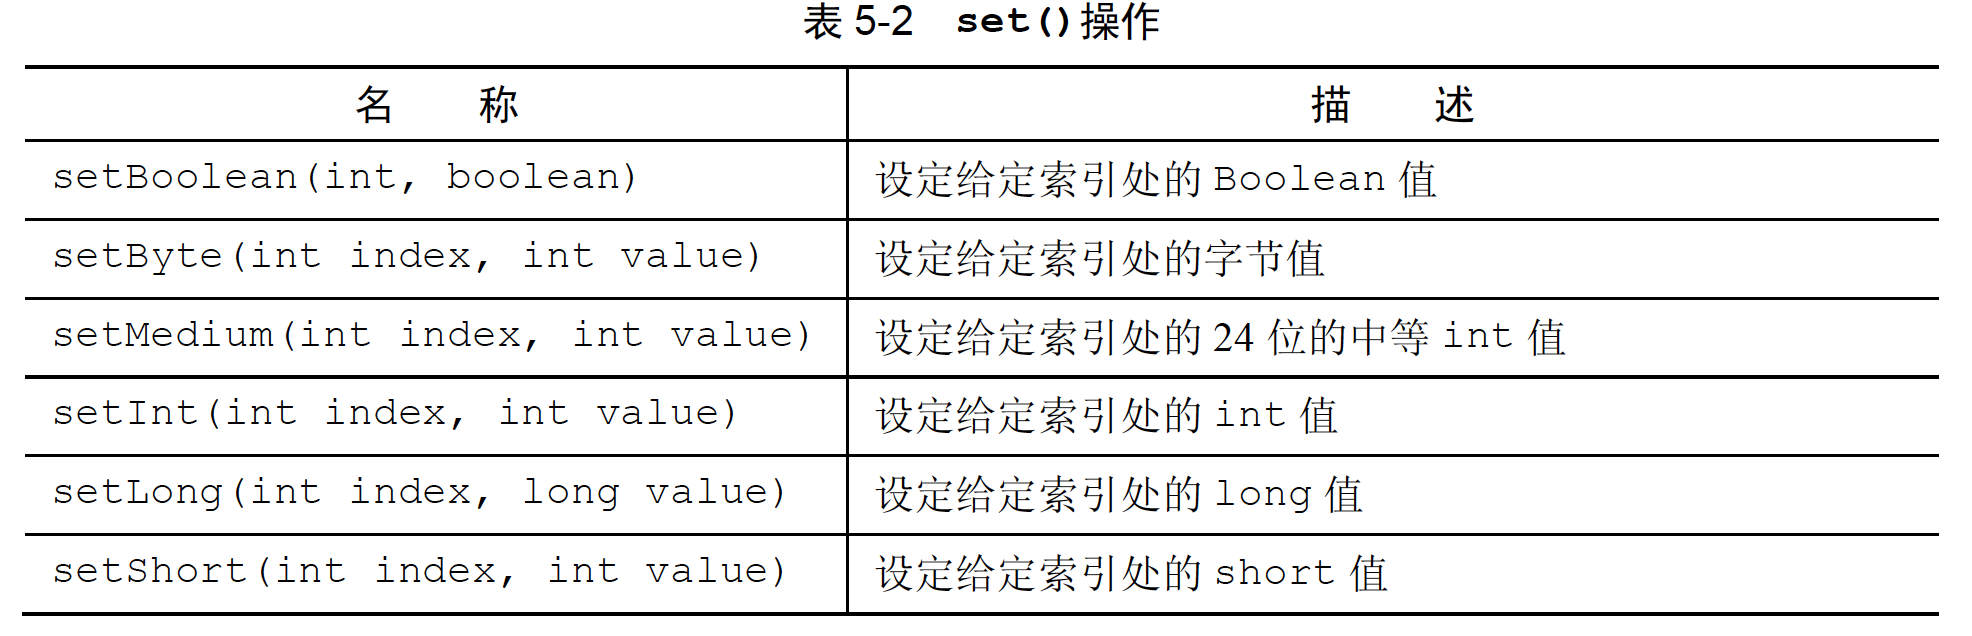 表 5-2 set()操作
名 称 描 述
setBoolean(int, boolean) 设定给定索引处的 Boolean 值
setByte(int index, int value) 设定给定索引处的字节值
setMedium(int index, int value) 设定给定索引处的 24 位的中等 int 值
setInt(int index, int value) 设定给定索引处的 int 值
setLong(int index, long value) 设定给定索引处的 long 值
setShort(int index, int value) 设定给定索引处的 short 值